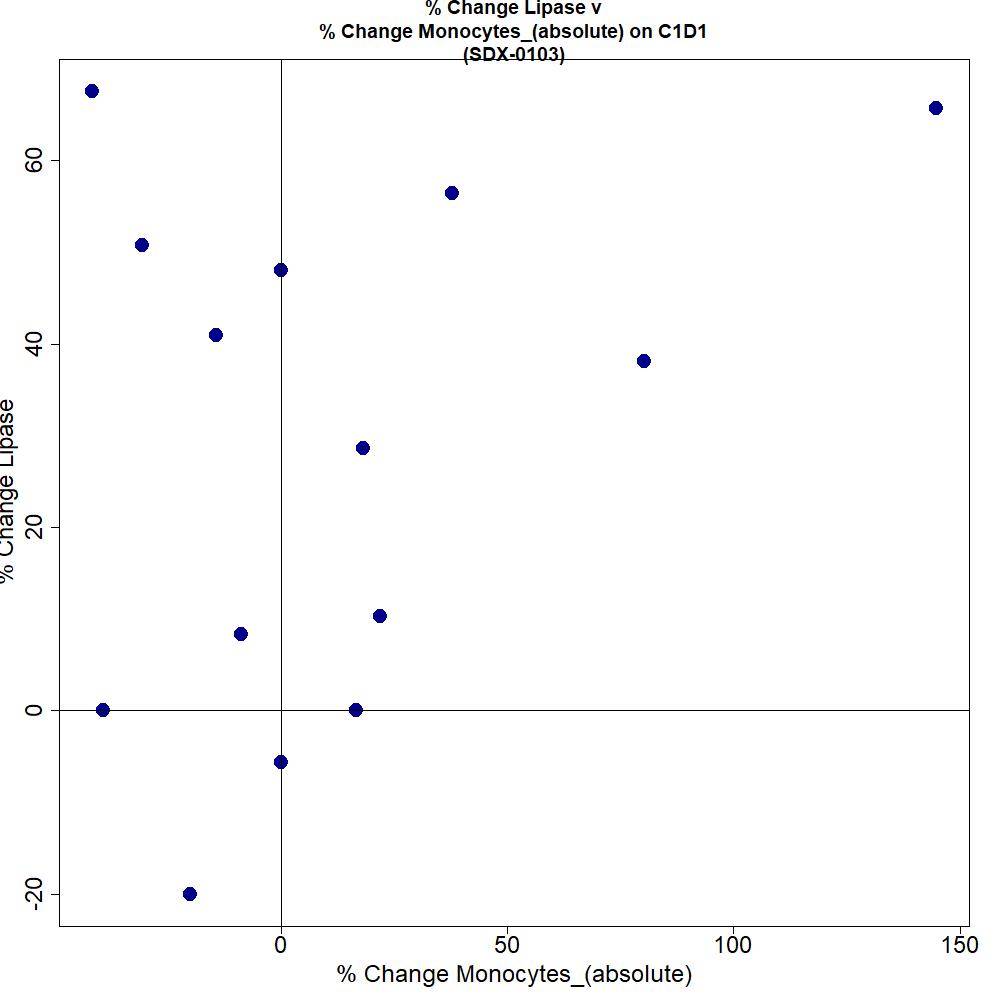 % Change Lipase v
% Change Monocytes_(absolute) on C1D1
(SDX-0103)
60
40
20
0
-20
% Change Lipase
0 50 100 150
% Change Monocytes_(absolute)